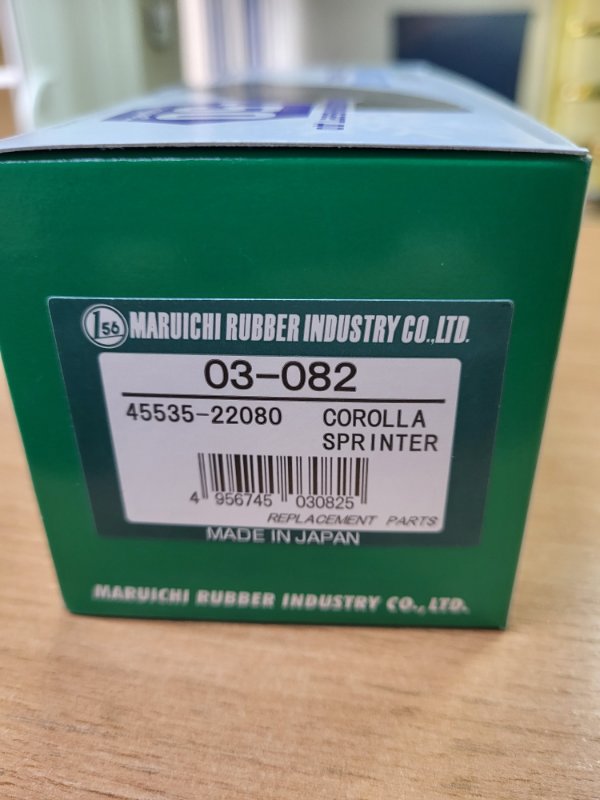 156 MARUICHI RUBBER INDUSTRY CO.,LTD.
03-082
45535-22080 COROLLA
SPRINTER
4 956745 030825
REPLACEMENT PARTS
MADE IN JAPAN
MARUICHI RUBBER INDUSTRY CO., LTD.